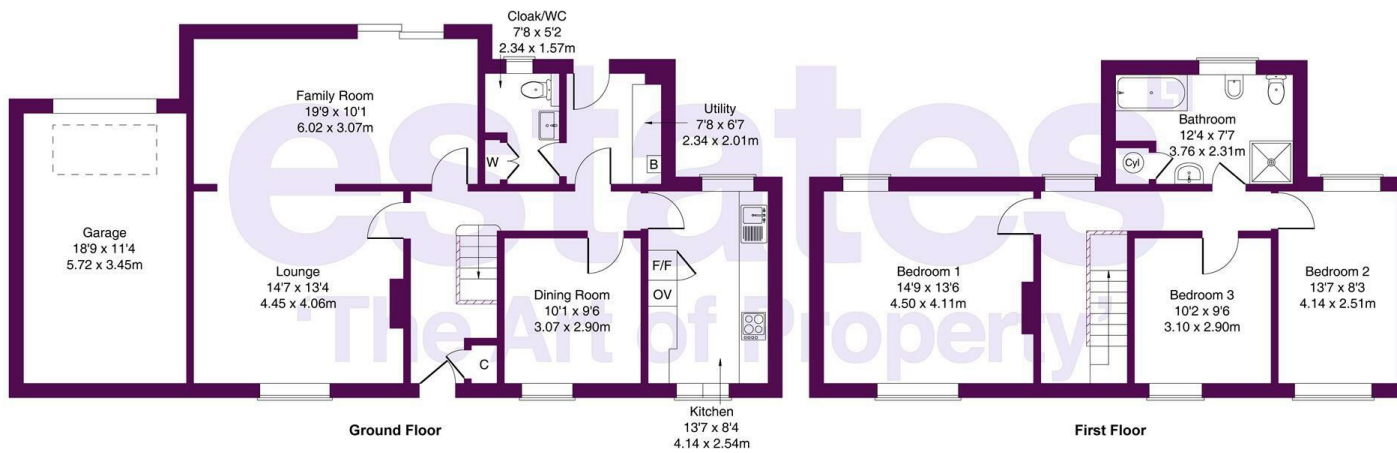 Cloak/WC
7'8 x 5'2
2.34 x 1.57m
Family Room
19'9 x 10'1
6.02 x 3.07m
Utility
7'8 x 6'7
2.34 x 2.01m
W
B
Garage
18'9 x 11'4
5.72 x 3.45m
Lounge
14'7 x 13'4
4.45 x 4.06m
Dining Room
10'1 x 9'6
3.07 x 2.90m
F/F
OV
C
Kitchen
13'7 x 8'4
4.14 x 2.54m
Ground Floor
Bathroom
12'4 x 7'7
3.76 x 2.31m
Cyl
Bedroom 1
14'9 x 13'6
4.50 x 4.11m
Bedroom 3
10'2 x 9'6
3.10 x 2.90m
Bedroom 2
13'7 x 8'3
4.14 x 2.51m
First Floor
estates
'The Art of Property'